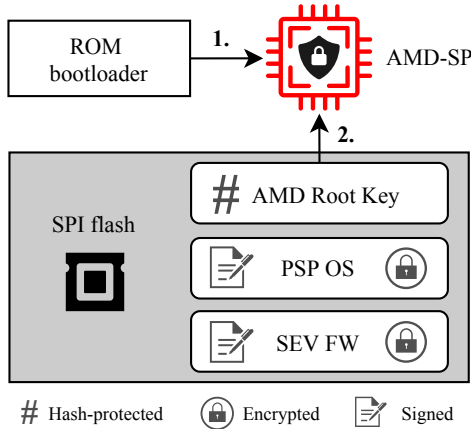 ROM
bootloader
1.
AMD-SP
2.
SPI flash
# AMD Root Key
PSP OS
SEV FW
# Hash-protected
Encrypted
Signed